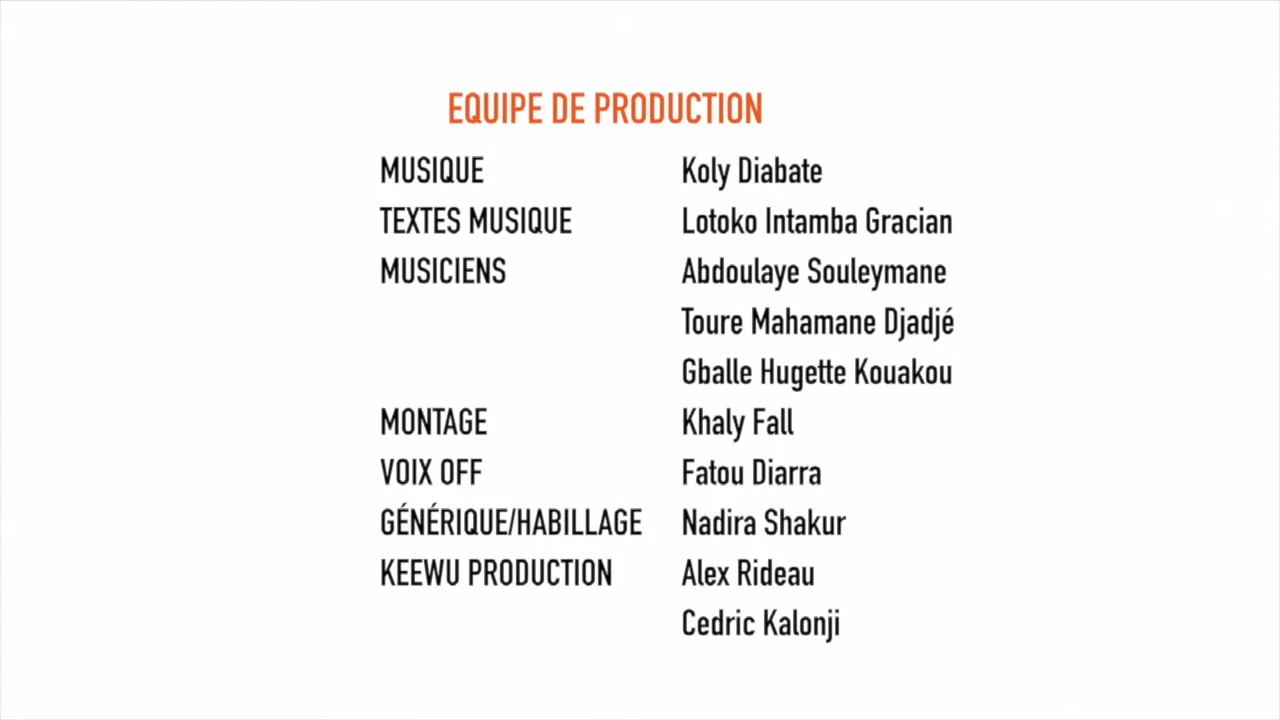 EQUIPE DE PRODUCTION
MUSIQUE Koly Diabate
TEXTES MUSIQUE Lotoko Intamba Gracian
MUSICIENS Abdoulaye Souleymane
Toure Mahamane Djadjé
Gballe Hugette Kouakou
MONTAGE Khaly Fall
VOIX OFF Fatou Diarra
GÉNÉRIQUE/HABILLAGE Nadira Shakur
KEEWU PRODUCTION Alex Rideau
Cedric Kalonji